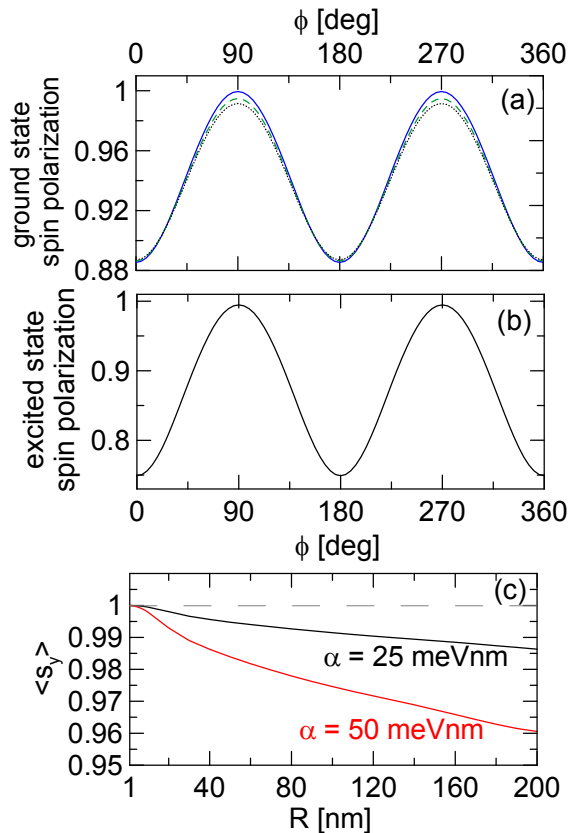 ϕ [deg]
0 90 180 270 360
(a)
1
0.96
0.92
0.88
ground state
spin polarization
(b)
1
0.9
0.8
excited state
spin polarization
0 90 180 270 360
ϕ [deg]
(c)
1
0.99
0.98
0.97
0.96
0.95
<s_y>
α = 25 meVnm
α = 50 meVnm
1 40 80 120 160 200
R [nm]